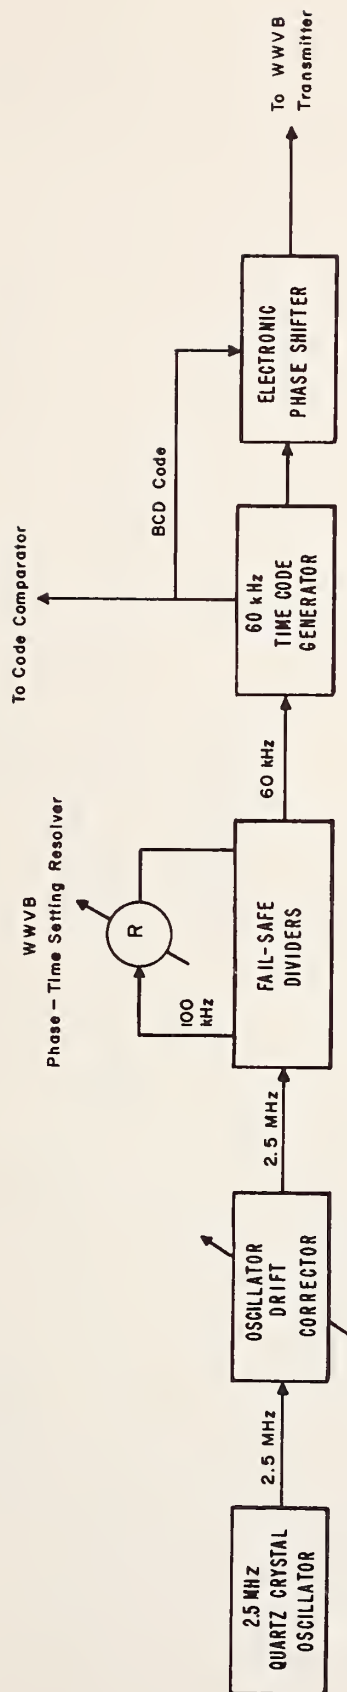 2.5 MHz
QUARTZ CRYSTAL
OSCILLATOR
2.5 MHz
OSCILLATOR
DRIFT
CORRECTOR
2.5 MHz
FAIL-SAFE
DIVIDERS
100
kHz
R
WWVB
Phase – Time Setting Resolver
60 kHz
60 kHz
TIME CODE
GENERATOR
To Code Comparator
BCD Code
ELECTRONIC
PHASE SHIFTER
To WWVB
Transmitter